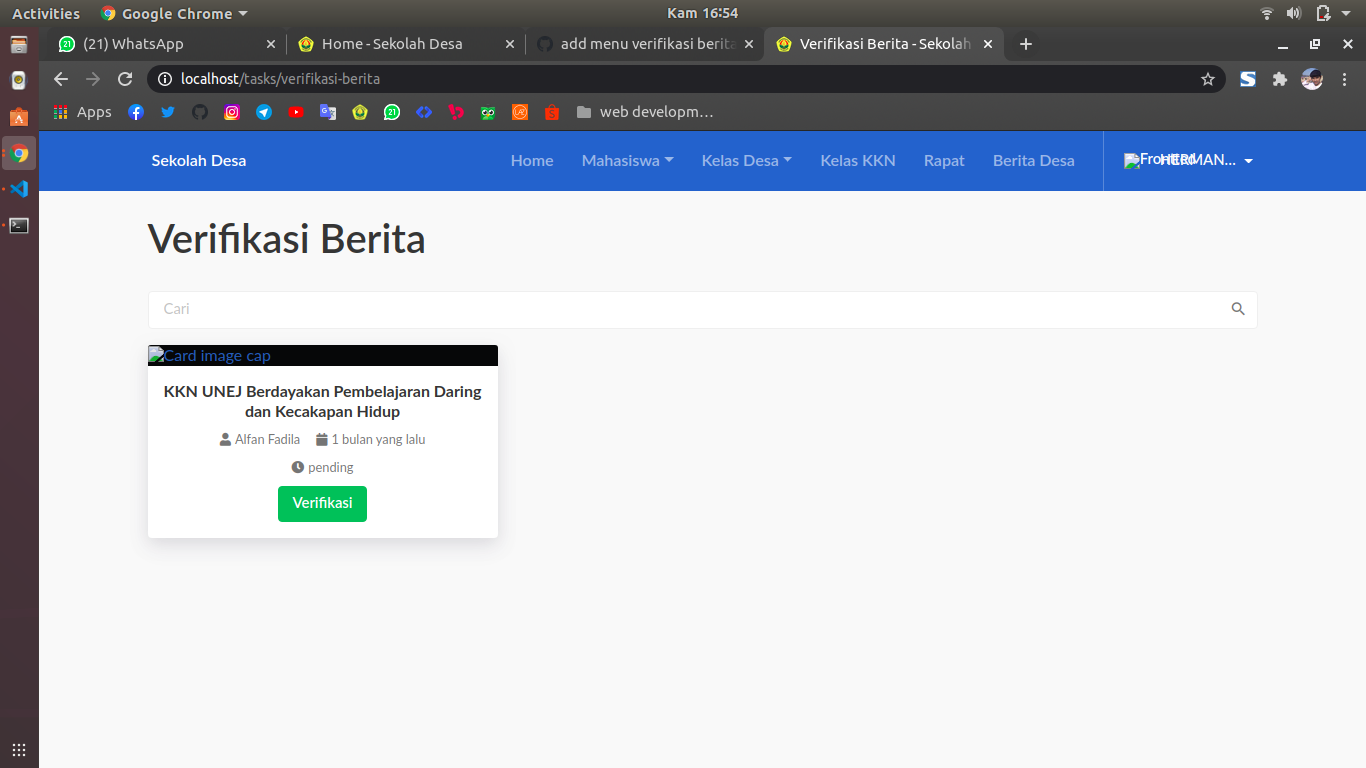 Activities Google Chrome Kam 16:54
(21) WhatsApp Home - Sekolah Desa add menu verifikasi berita Verifikasi Berita - Sekolah
localhost/tasks/verifikasi-berita
Apps web developm…
Sekolah Desa Home Mahasiswa Kelas Desa Kelas KKN Rapat Berita Desa HERMAN...
Verifikasi Berita
Cari
Card image cap
KKN UNEJ Berdayakan Pembelajaran Daring
dan Kecakapan Hidup
Alfan Fadila 1 bulan yang lalu
pending
Verifikasi